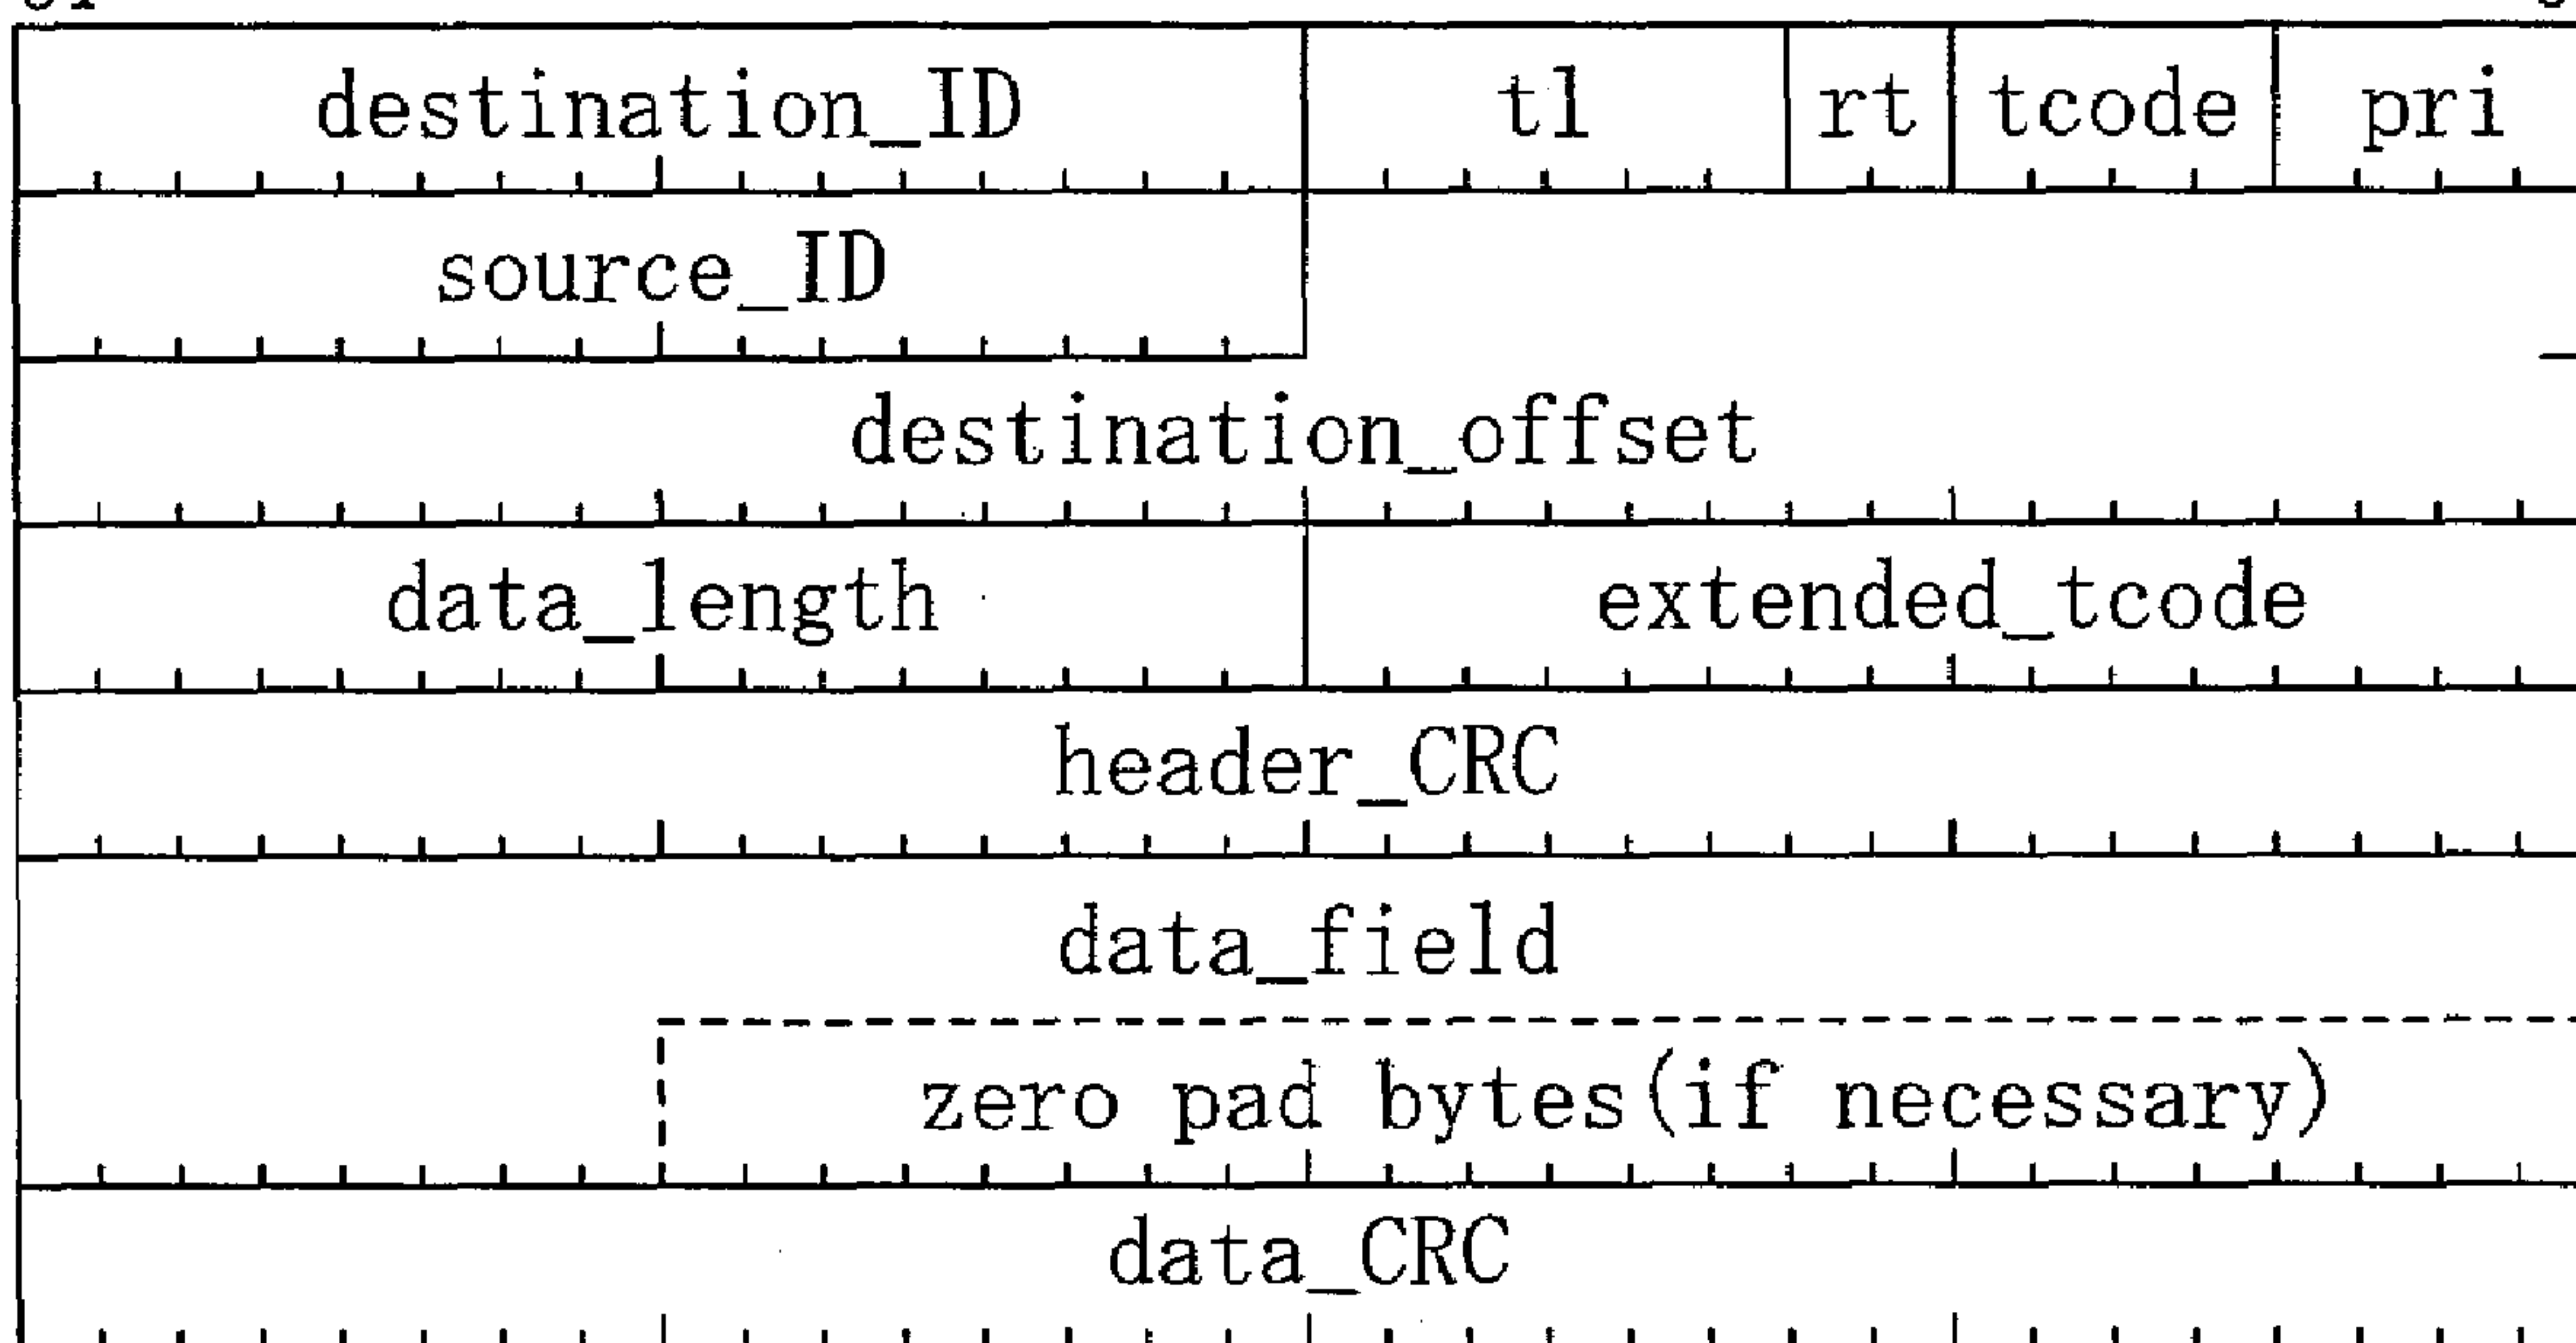 destination_ID tl rt tcode pri
source_ID
destination_offset
data_length extended_tcode
header_CRC
data_field
zero pad bytes(if necessary)
data_CRC